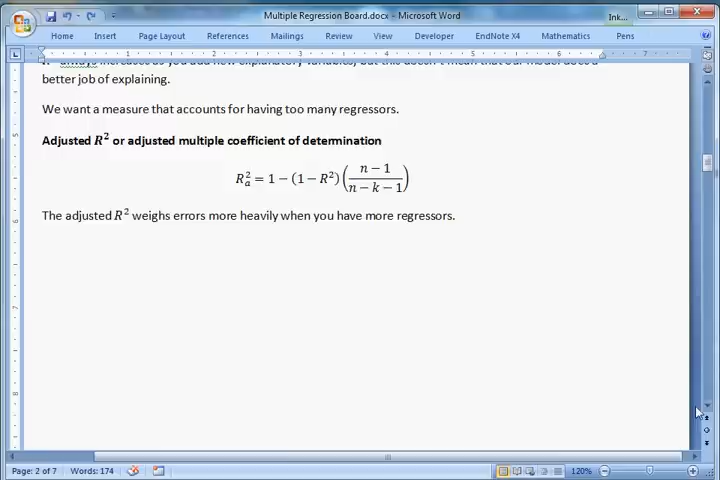 Multiple Regression Board.docx - Microsoft Word
Ink...
Home Insert Page Layout References Mailings Review View Developer EndNote X4 Mathematics Pens
better job of explaining.
We want a measure that accounts for having too many regressors.
Adjusted R² or adjusted multiple coefficient of determination
R²ₐ = 1 − (1 − R²)((n − 1)/(n − k − 1))
The adjusted R² weighs errors more heavily when you have more regressors.
Page: 2 of 7 Words: 174 120%